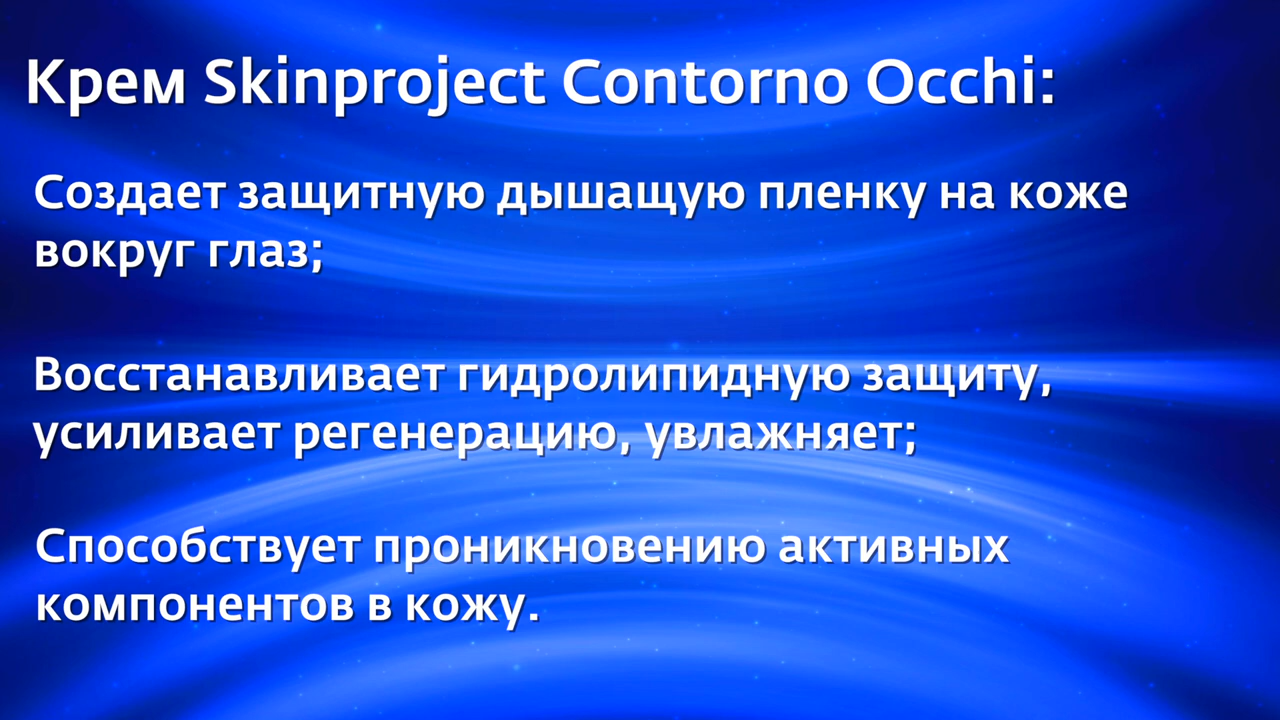 Крем Skinproject Contorno Occhi:
Создает защитную дышащую пленку на коже
вокруг глаз;
Восстанавливает гидролипидную защиту,
усиливает регенерацию, увлажняет;
Способствует проникновению активных
компонентов в кожу.